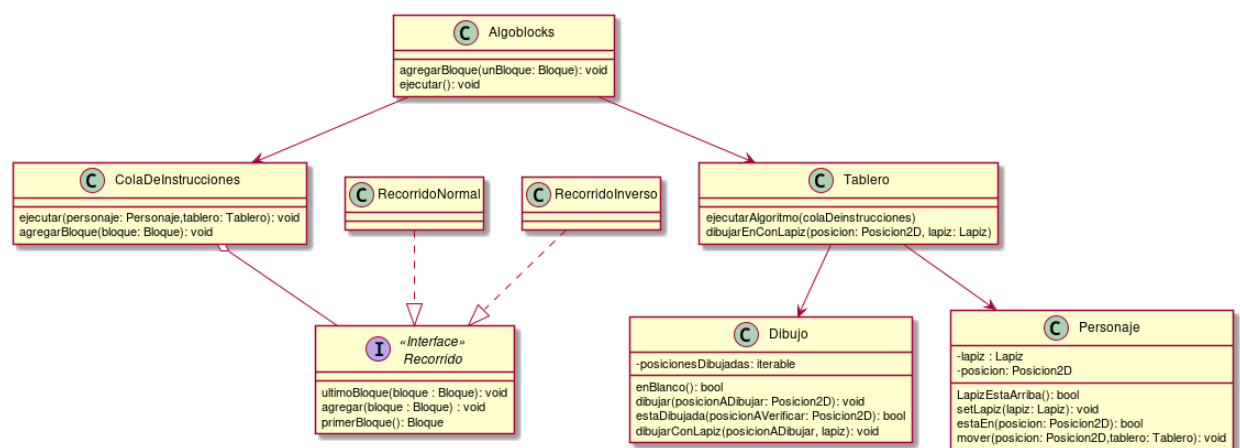 C Algoblocks
agregarBloque(unBloque: Bloque): void
ejecutar(): void
C ColaDeInstrucciones
ejecutar(personaje: Personaje,tablero: Tablero): void
agregarBloque(bloque: Bloque): void
C RecorridoNormal
C RecorridoInverso
C Tablero
ejecutarAlgoritmo(colaDeinstrucciones)
dibujarEnConLapiz(posicion: Posicion2D, lapiz: Lapiz)
I «Interface»
Recorrido
ultimoBloque(bloque : Bloque): void
agregar(bloque : Bloque) : void
primerBloque(): Bloque
C Dibujo
-posicionesDibujadas: iterable
enBlanco(): bool
dibujar(posicionADibujar: Posicion2D): void
estaDibujada(posicionAVerificar: Posicion2D): bool
dibujarConLapiz(posicionADibujar, lapiz): void
C Personaje
-lapiz : Lapiz
-posicion: Posicion2D
LapizEstaArriba(): bool
setLapiz(lapiz: Lapiz): void
estaEn(posicion: Posicion2D): bool
mover(posicion: Posicion2D,tablero: Tablero): void